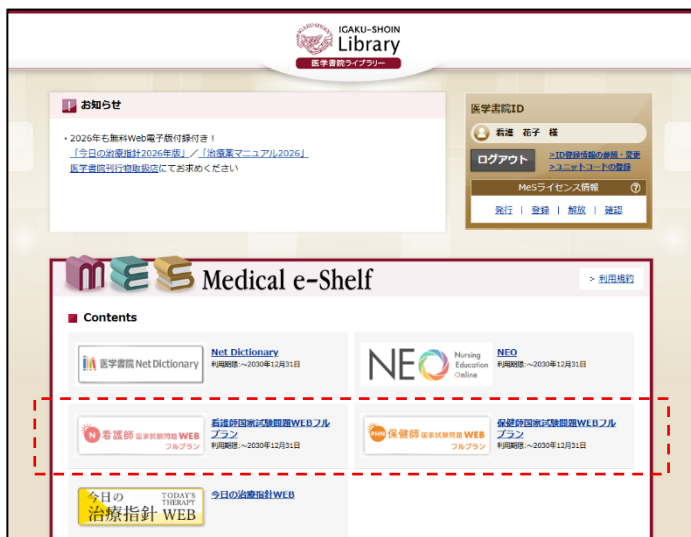 IGAKU-SHOIN
Library
医学書院ライブラリー
お知らせ
・2026年も無料Web電子版付録付き！
「今日の治療指針2026年版」／「治療薬マニュアル2026」
医学書院刊行物取扱店にてお求めください
医学書院ID
看護 花子 様
ログアウト
>ID登録情報の参照・変更
>ユニットコードの登録
MeSライセンス情報 ?
発行 | 登録 | 解放 | 確認
mes Medical e-Shelf
> 利用規約
Contents
医学書院 Net Dictionary
Net Dictionary
利用期限:～2030年12月31日
NEO Nursing Education Online
NEO
利用期限:～2030年12月31日
N 看護師 国家試験問題 WEB
フルプラン
看護師国家試験問題WEBフル
プラン
利用期限:～2030年12月31日
PHN 保健師 国家試験問題 WEB
フルプラン
保健師国家試験問題WEBフル
プラン
利用期限:～2030年12月31日
今日の TODAY'S
THERAPY
治療指針 WEB
今日の治療指針WEB